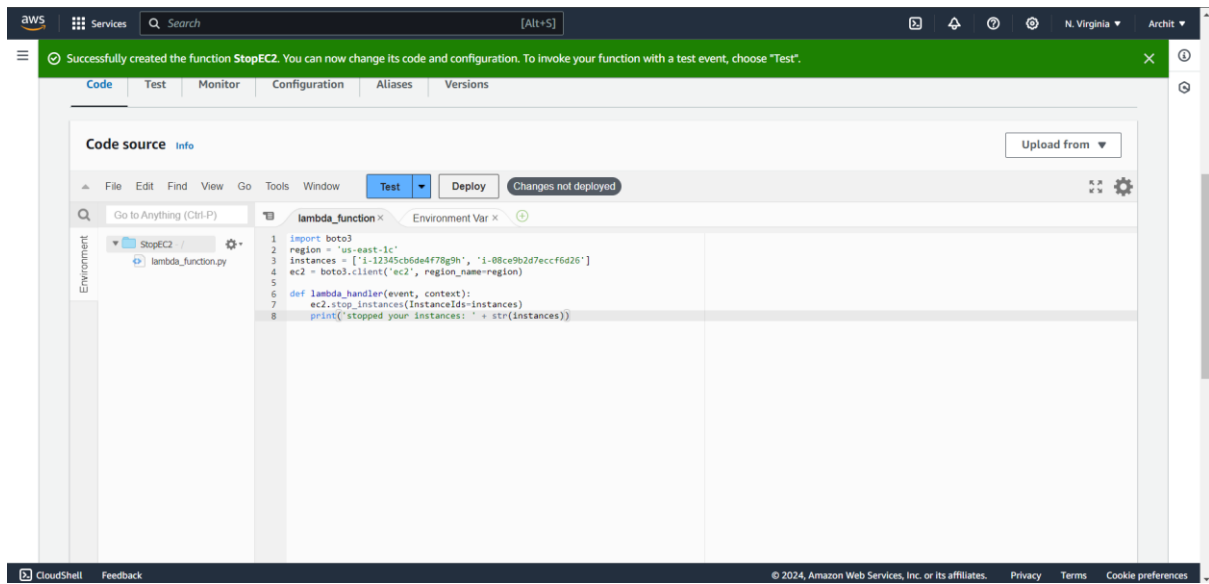 aws Services Search [Alt+S] N. Virginia ▼ Archit ▼
Successfully created the function StopEC2. You can now change its code and configuration. To invoke your function with a test event, choose "Test".
Code Test Monitor Configuration Aliases Versions
Code source Info Upload from ▼
File Edit Find View Go Tools Window Test Deploy Changes not deployed
Go to Anything (Ctrl-P) lambda_function × Environment Var ×
Environment
StopEC2 /
lambda_function.py
1 import boto3
2 region = 'us-east-1c'
3 instances = ['i-12345cb6de4f78g9h', 'i-08ce9b2d7eccf6d26']
4 ec2 = boto3.client('ec2', region_name=region)
5
6 def lambda_handler(event, context):
7 ec2.stop_instances(InstanceIds=instances)
8 print('stopped your instances: ' + str(instances))
CloudShell Feedback © 2024, Amazon Web Services, Inc. or its affiliates. Privacy Terms Cookie preferences